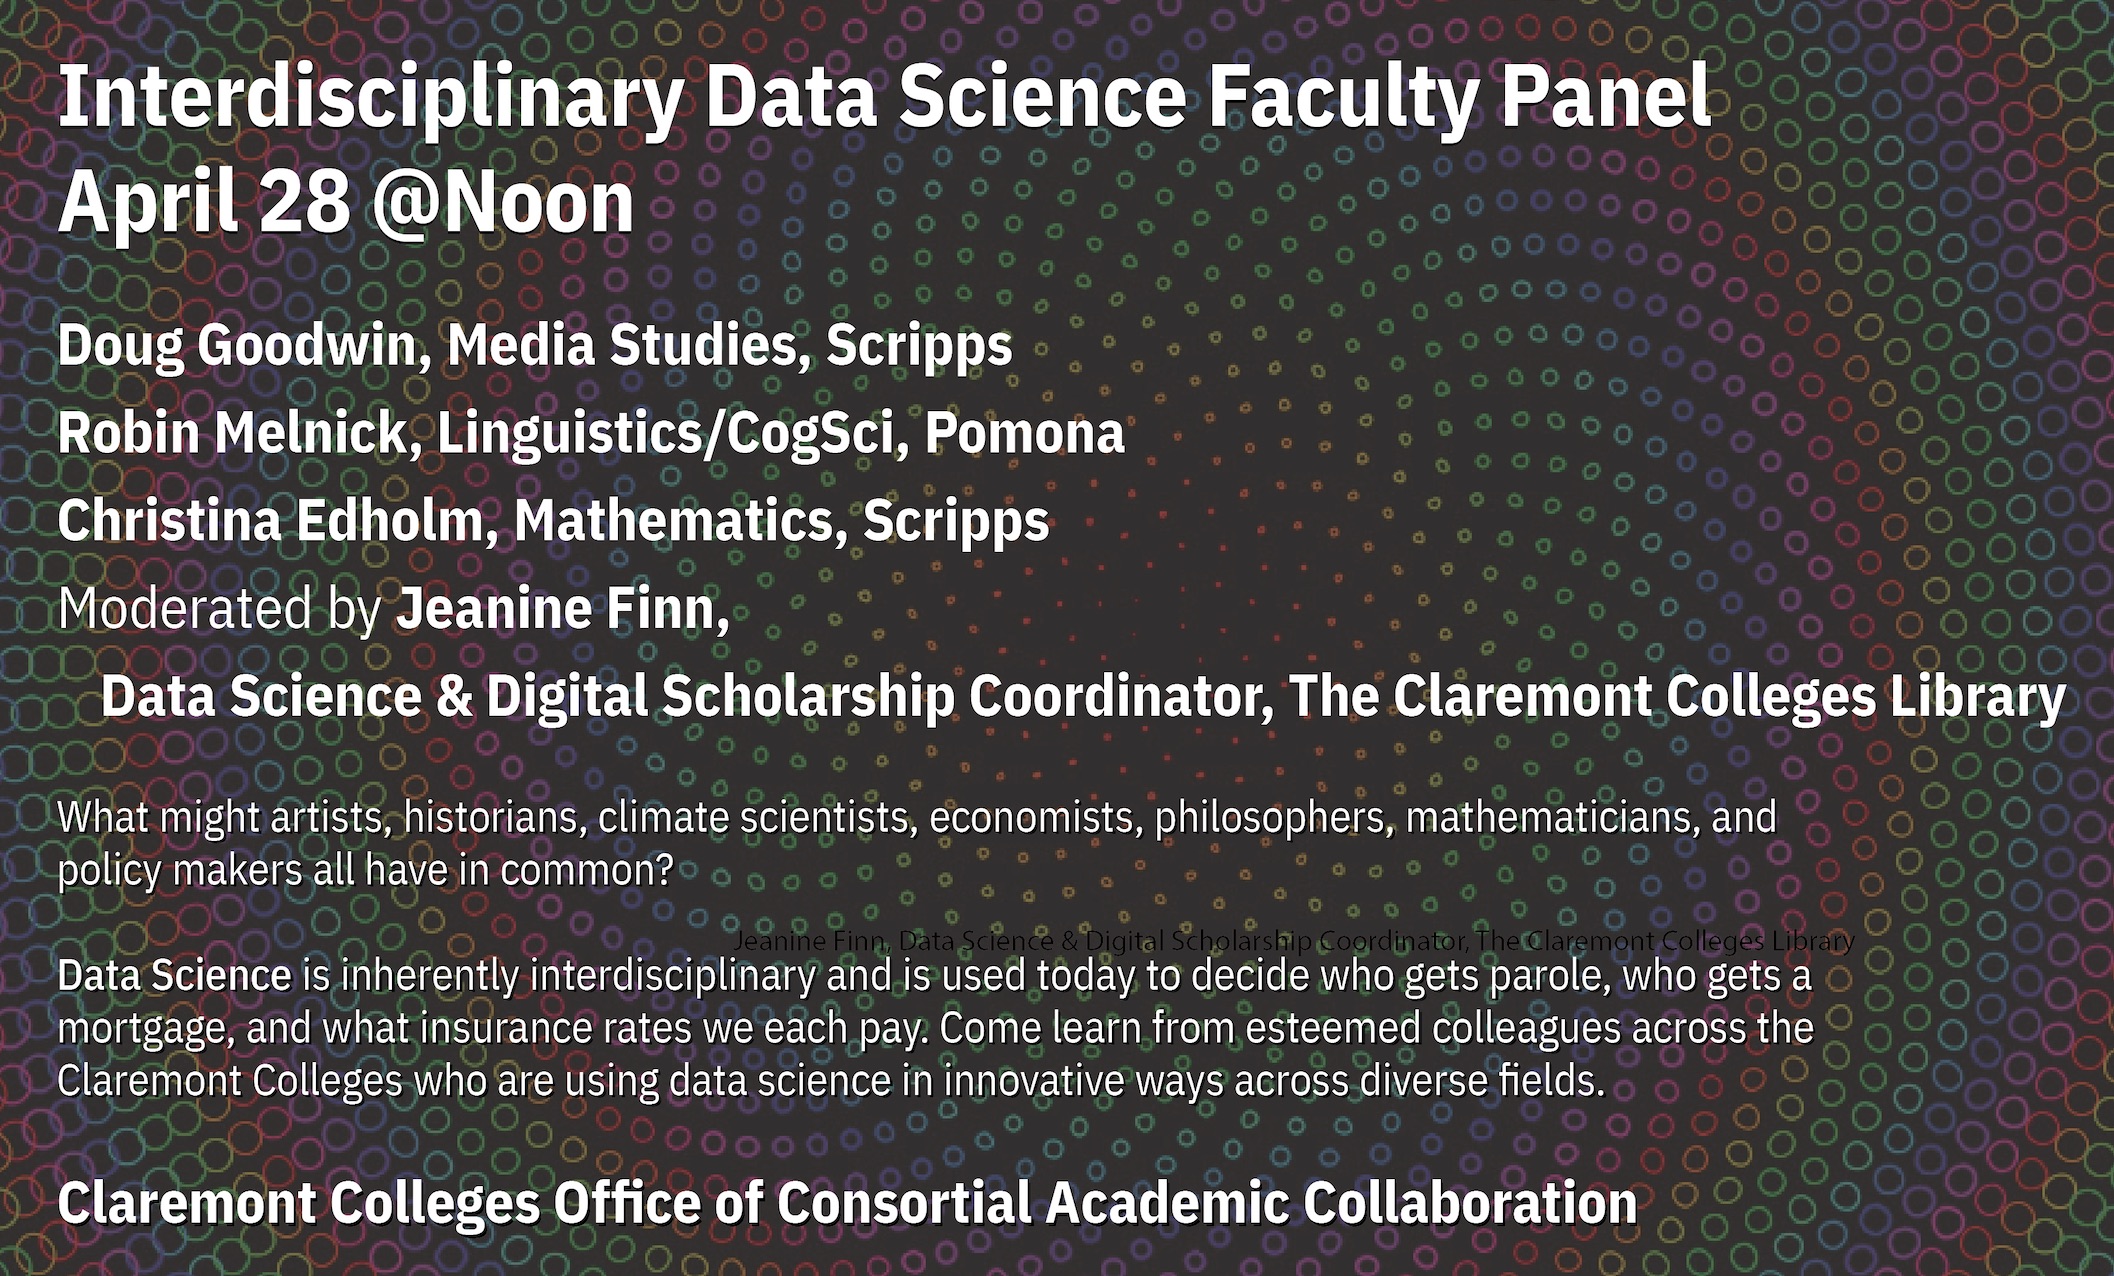 Interdisciplinary Data Science Faculty Panel
April 28 @Noon
Doug Goodwin, Media Studies, Scripps
Robin Melnick, Linguistics/CogSci, Pomona
Christina Edholm, Mathematics, Scripps
Moderated by Jeanine Finn,
Data Science & Digital Scholarship Coordinator, The Claremont Colleges Library
What might artists, historians, climate scientists, economists, philosophers, mathematicians, and
policy makers all have in common?
Jeanine Finn, Data Science & Digital Scholarship Coordinator, The Claremont Colleges Library
Data Science is inherently interdisciplinary and is used today to decide who gets parole, who gets a
mortgage, and what insurance rates we each pay. Come learn from esteemed colleagues across the
Claremont Colleges who are using data science in innovative ways across diverse fields.
Claremont Colleges Office of Consortial Academic Collaboration